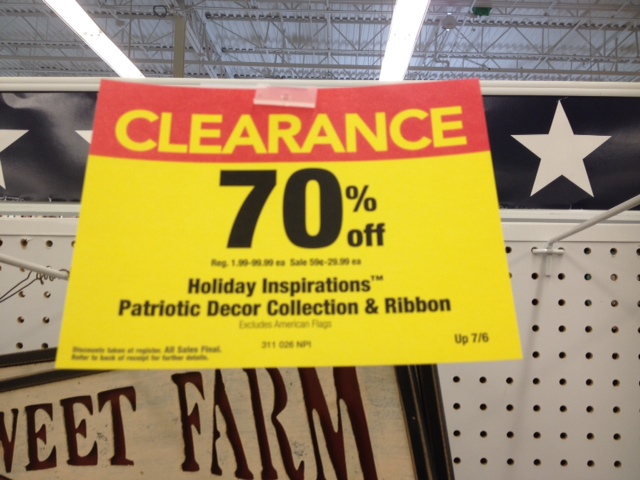 CLEARANCE
70% off
Reg. 1.99-99.99 ea Sale 59¢-29.99 ea
Holiday Inspirations™
Patriotic Decor Collection & Ribbon
Excludes American Flags
Discounts taken at register. All Sales Final.
Refer to back of receipt for further details.
311 026 NPI
Up 7/6
WEET FARM